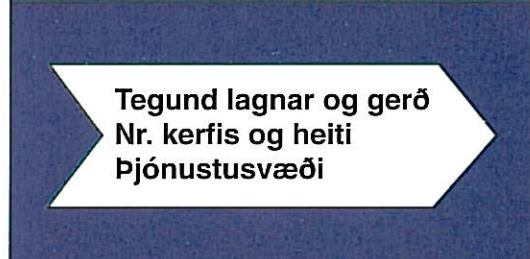 Tegund lagnar og gerð
Nr. kerfis og heiti
Þjónustusvæði